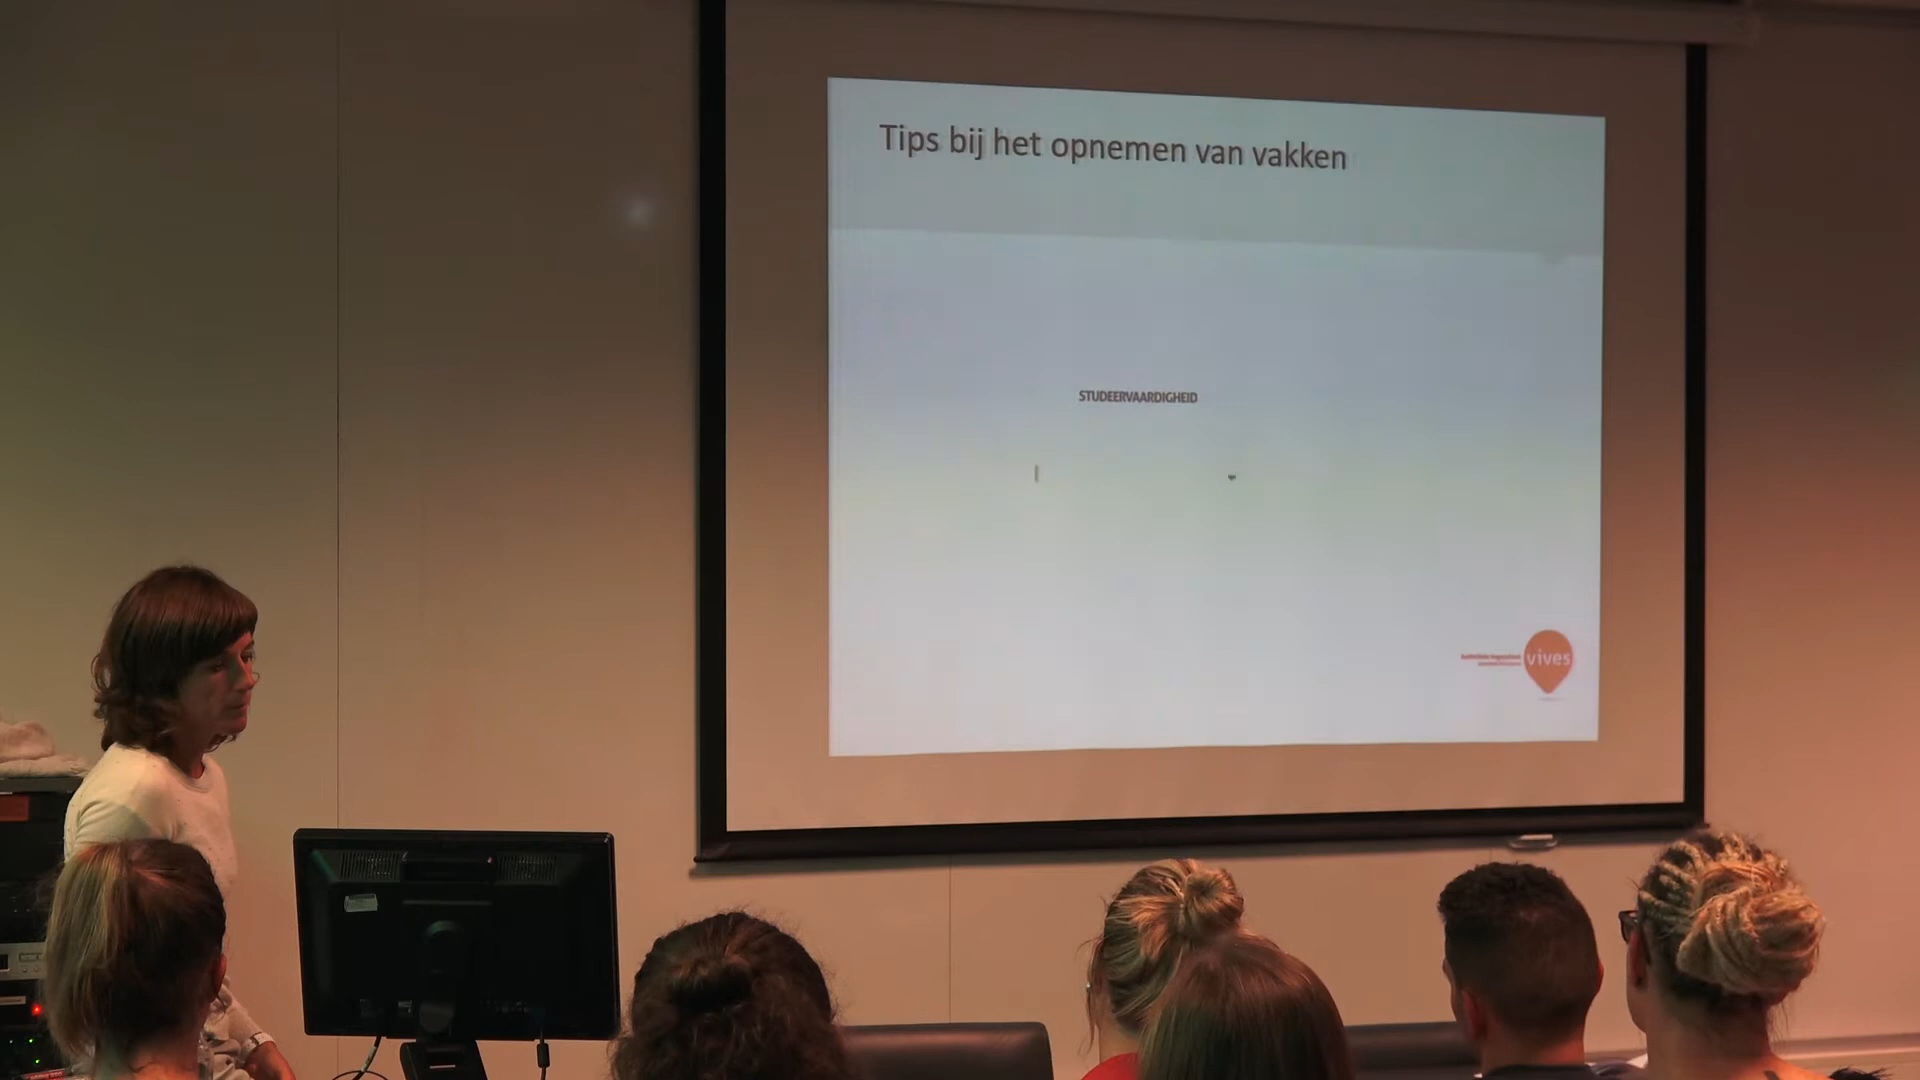 Tips bij het opnemen van vakken
STUDEERVAARDIGHEID
vives